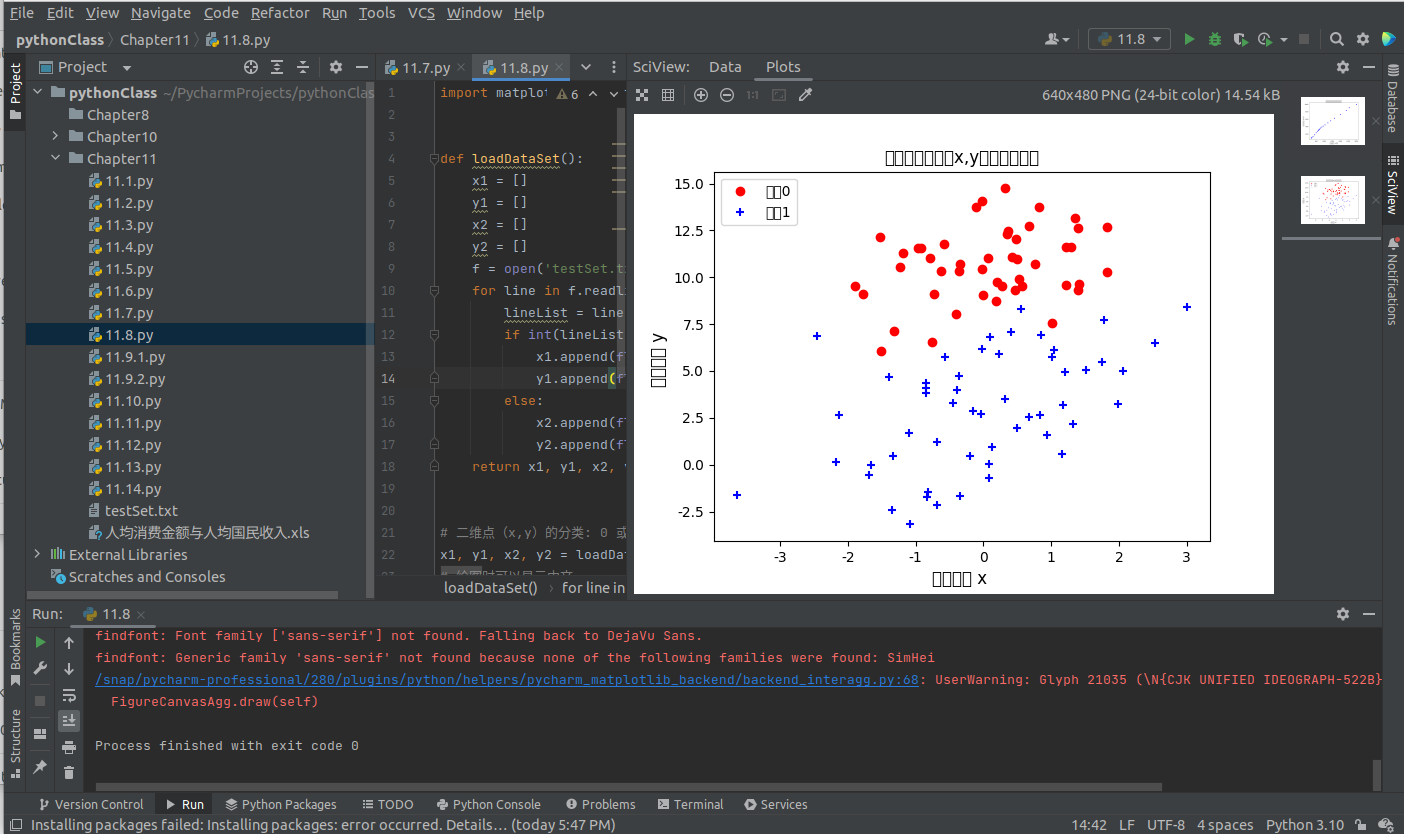 File Edit View Navigate Code Refactor Run Tools VCS Window Help
pythonClass Chapter11 11.8.py
11.8
Project
11.7.py
11.8.py
SciView: Data Plots
pythonClass ~/PycharmProjects/pythonClas
Chapter8
Chapter10
Chapter11
11.1.py
11.2.py
11.3.py
11.4.py
11.5.py
11.6.py
11.7.py
11.8.py
11.9.1.py
11.9.2.py
11.10.py
11.11.py
11.12.py
11.13.py
11.14.py
testSet.txt
人均消费金额与人均国民收入.xls
External Libraries
Scratches and Consoles
1 import matplot 6
2
3
4 def loadDataSet():
5 x1 = []
6 y1 = []
7 x2 = []
8 y2 = []
9 f = open('testSet.t
10 for line in f.readl
11 lineList = line
12 if int(lineList
13 x1.append(f
14 y1.append(f
15 else:
16 x2.append(f
17 y2.append(f
18 return x1, y1, x2,
19
20
21 # 二维点（x,y）的分类: 0 或
22 x1, y1, x2, y2 = loadDa
loadDataSet() for line in
1:1 640x480 PNG (24-bit color) 14.54 kB
x,y
0
1
15.0
12.5
10.0
7.5
5.0
2.5
0.0
-2.5
y
-3 -2 -1 0 1 2 3
x
Project
Bookmarks
Structure
Database
SciView
Notifications
Run: 11.8
findfont: Font family ['sans-serif'] not found. Falling back to DejaVu Sans.
findfont: Generic family 'sans-serif' not found because none of the following families were found: SimHei
/snap/pycharm-professional/280/plugins/python/helpers/pycharm_matplotlib_backend/backend_interagg.py:68: UserWarning: Glyph 21035 (\N{CJK UNIFIED IDEOGRAPH-522B}
FigureCanvasAgg.draw(self)
Process finished with exit code 0
Version Control Run Python Packages TODO Python Console Problems Terminal Services
Installing packages failed: Installing packages: error occurred. Details... (today 5:47 PM) 14:42 LF UTF-8 4 spaces Python 3.10